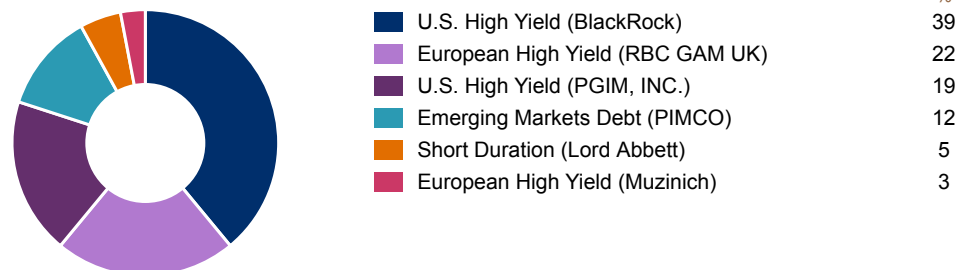 %
U.S. High Yield (BlackRock) 39
European High Yield (RBC GAM UK) 22
U.S. High Yield (PGIM, INC.) 19
Emerging Markets Debt (PIMCO) 12
Short Duration (Lord Abbett) 5
European High Yield (Muzinich) 3